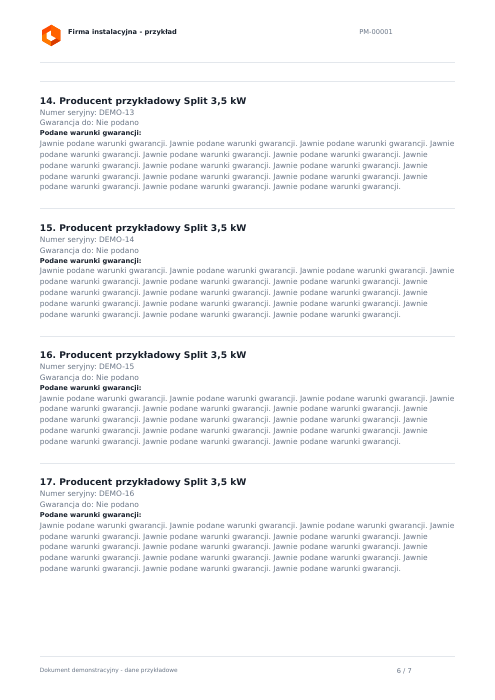 Firma instalacyjna - przykład
PM-00001
14. Producent przykładowy Split 3,5 kW
Numer seryjny: DEMO-13
Gwarancja do: Nie podano
Podane warunki gwarancji:
Jawnie podane warunki gwarancji. Jawnie podane warunki gwarancji. Jawnie podane warunki gwarancji. Jawnie
podane warunki gwarancji. Jawnie podane warunki gwarancji. Jawnie podane warunki gwarancji. Jawnie
podane warunki gwarancji. Jawnie podane warunki gwarancji. Jawnie podane warunki gwarancji. Jawnie
podane warunki gwarancji. Jawnie podane warunki gwarancji. Jawnie podane warunki gwarancji. Jawnie
podane warunki gwarancji. Jawnie podane warunki gwarancji. Jawnie podane warunki gwarancji.
15. Producent przykładowy Split 3,5 kW
Numer seryjny: DEMO-14
Gwarancja do: Nie podano
Podane warunki gwarancji:
Jawnie podane warunki gwarancji. Jawnie podane warunki gwarancji. Jawnie podane warunki gwarancji. Jawnie
podane warunki gwarancji. Jawnie podane warunki gwarancji. Jawnie podane warunki gwarancji. Jawnie
podane warunki gwarancji. Jawnie podane warunki gwarancji. Jawnie podane warunki gwarancji. Jawnie
podane warunki gwarancji. Jawnie podane warunki gwarancji. Jawnie podane warunki gwarancji. Jawnie
podane warunki gwarancji. Jawnie podane warunki gwarancji. Jawnie podane warunki gwarancji.
16. Producent przykładowy Split 3,5 kW
Numer seryjny: DEMO-15
Gwarancja do: Nie podano
Podane warunki gwarancji:
Jawnie podane warunki gwarancji. Jawnie podane warunki gwarancji. Jawnie podane warunki gwarancji. Jawnie
podane warunki gwarancji. Jawnie podane warunki gwarancji. Jawnie podane warunki gwarancji. Jawnie
podane warunki gwarancji. Jawnie podane warunki gwarancji. Jawnie podane warunki gwarancji. Jawnie
podane warunki gwarancji. Jawnie podane warunki gwarancji. Jawnie podane warunki gwarancji. Jawnie
podane warunki gwarancji. Jawnie podane warunki gwarancji. Jawnie podane warunki gwarancji.
17. Producent przykładowy Split 3,5 kW
Numer seryjny: DEMO-16
Gwarancja do: Nie podano
Podane warunki gwarancji:
Jawnie podane warunki gwarancji. Jawnie podane warunki gwarancji. Jawnie podane warunki gwarancji. Jawnie
podane warunki gwarancji. Jawnie podane warunki gwarancji. Jawnie podane warunki gwarancji. Jawnie
podane warunki gwarancji. Jawnie podane warunki gwarancji. Jawnie podane warunki gwarancji. Jawnie
podane warunki gwarancji. Jawnie podane warunki gwarancji. Jawnie podane warunki gwarancji. Jawnie
podane warunki gwarancji. Jawnie podane warunki gwarancji. Jawnie podane warunki gwarancji.
Dokument demonstracyjny - dane przykładowe
6 / 7